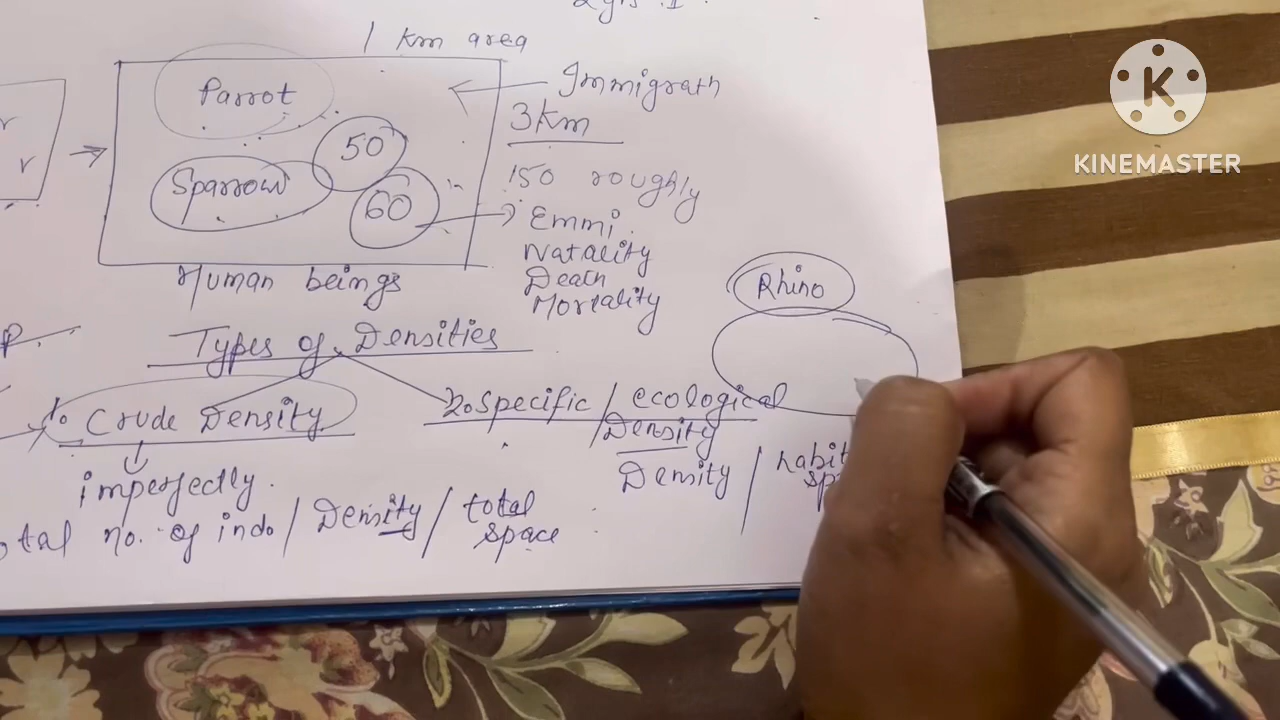 1 km area
Parrot
Immigrath
3Km
50
Sparrow
150 roughly
60
Emmi.
Natality
Death
Mortality
Human beings
Rhino
Types of Densities
1. Crude Density
2. Specific / ecological
Density
imperfectly.
Density / habit
sp
otal no. of indo / Density / total
space
K
KINEMASTER